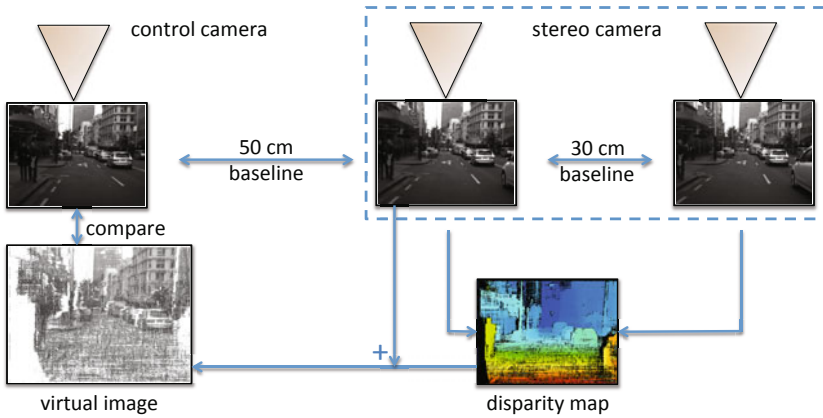 control camera
stereo camera
50 cm
baseline
30 cm
baseline
compare
+
virtual image
disparity map